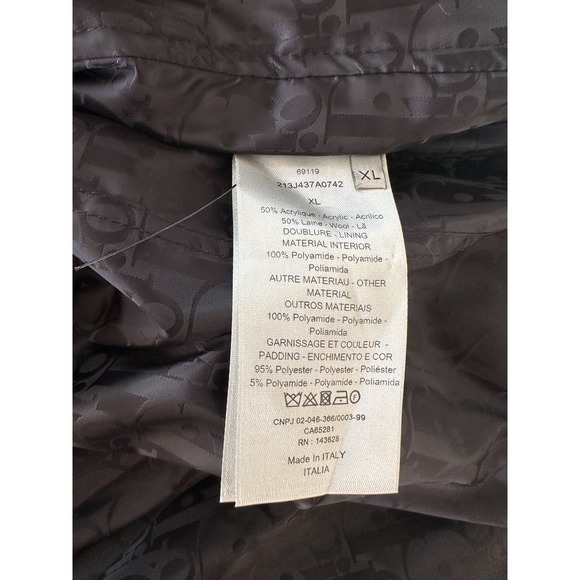 69119
213J437A0742
XL
XL
50% Acrylique - Acrylic - Acrilico
50% Laine - Wool - Lã
DOUBLURE - LINING
MATERIAL INTERIOR
100% Polyamide - Polyamide -
Poliamida
AUTRE MATERIAU - OTHER
MATERIAL
OUTROS MATERIAIS
100% Polyamide - Polyamide -
Poliamida
GARNISSAGE ET COULEUR -
PADDING - ENCHIMENTO E COR
95% Polyester - Polyester - Poliéster
5% Polyamide - Polyamide - Poliamida
CNPJ 02-046-366/0003-99
CA65281
RN : 143628
Made In ITALY
ITALIA